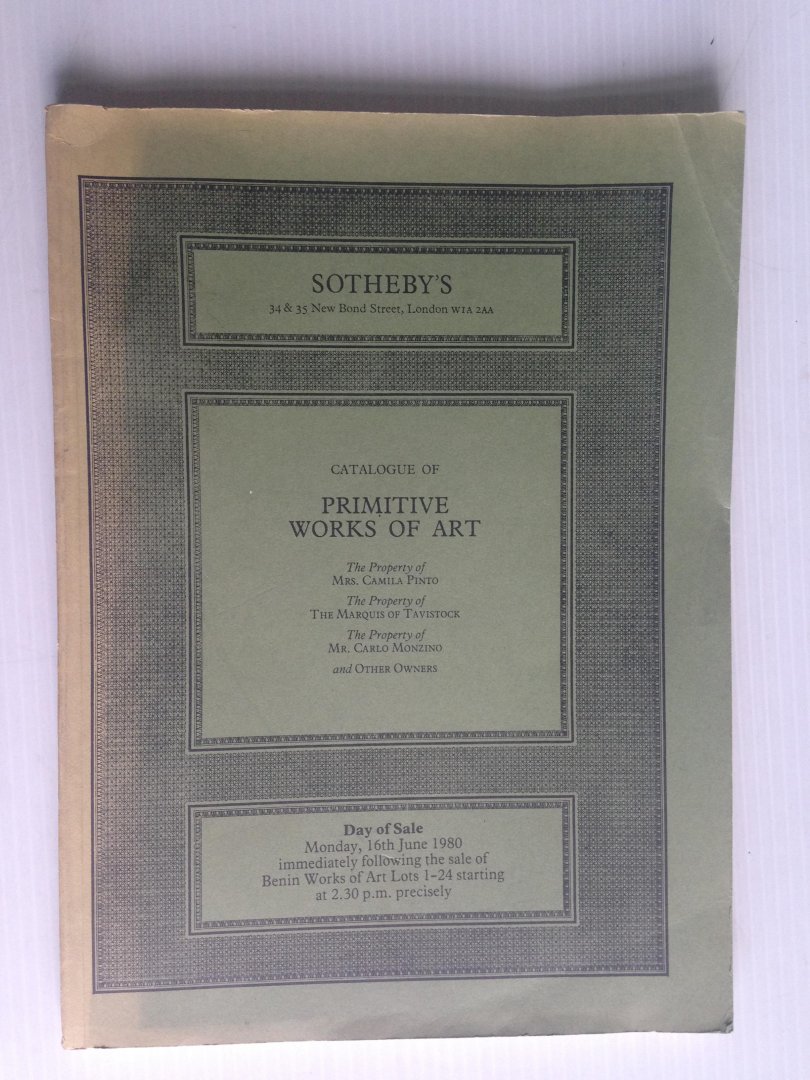 SOTHEBY'S
34 & 35 New Bond Street, London W1A 2AA
CATALOGUE OF
PRIMITIVE
WORKS OF ART
The Property of
MRS. CAMILA PINTO
The Property of
THE MARQUIS OF TAVISTOCK
The Property of
MR. CARLO MONZINO
and OTHER OWNERS
Day of Sale
Monday, 16th June 1980
immediately following the sale of
Benin Works of Art Lots 1-24 starting
at 2.30 p.m. precisely